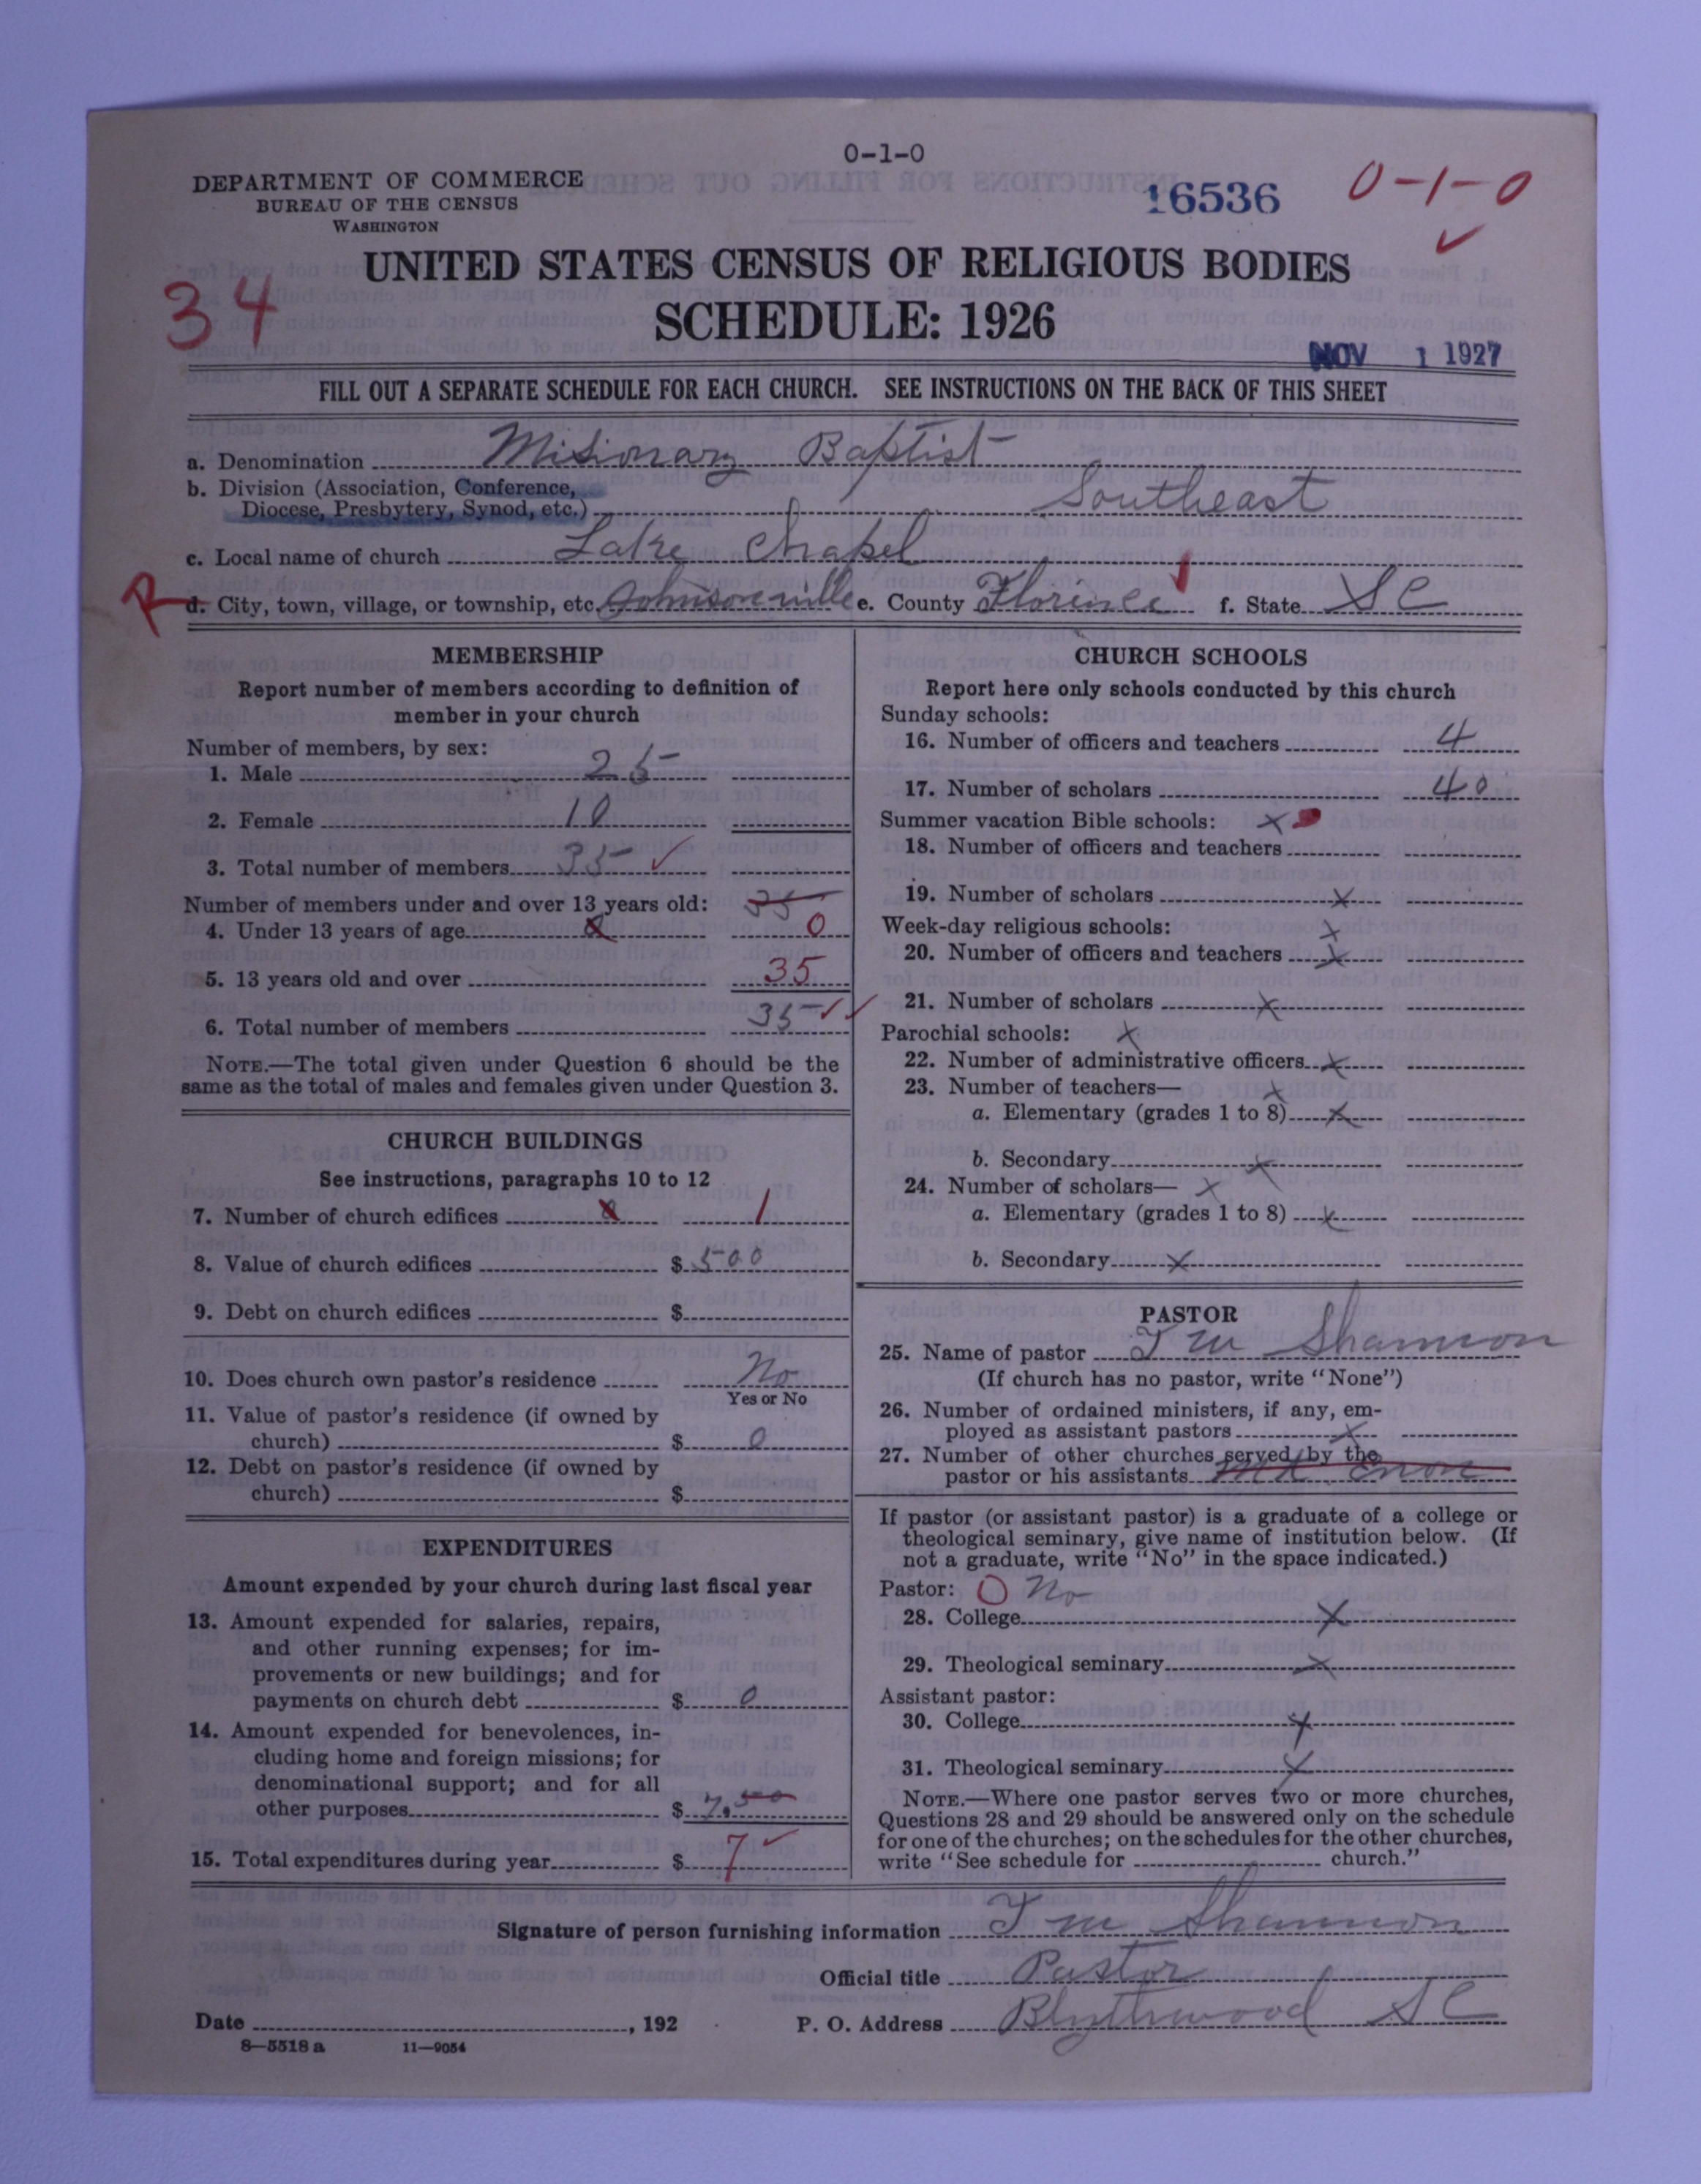 0-1-0
DEPARTMENT OF COMMERCE
BUREAU OF THE CENSUS
WASHINGTON
16536
0-1-0
UNITED STATES CENSUS OF RELIGIOUS BODIES
34
SCHEDULE: 1926
NOV 1 1927
FILL OUT A SEPARATE SCHEDULE FOR EACH CHURCH. SEE INSTRUCTIONS ON THE BACK OF THIS SHEET
a. Denomination Misionary Baptist
b. Division (Association, Conference,
Diocese, Presbytery, Synod, etc.) Southeast
c. Local name of church Lake Chapel
R d. City, town, village, or township, etc. Johnsonville e. County Florence f. State SC
MEMBERSHIP
Report number of members according to definition of
member in your church
Number of members, by sex:
1. Male 25
2. Female 10
3. Total number of members 35 ✓
Number of members under and over 13 years old: 35
4. Under 13 years of age 0 0
5. 13 years old and over 35
6. Total number of members 35 ✓✓
NOTE.—The total given under Question 6 should be the
same as the total of males and females given under Question 3.
CHURCH BUILDINGS
See instructions, paragraphs 10 to 12
7. Number of church edifices 0 1
8. Value of church edifices $ 500
9. Debt on church edifices $
10. Does church own pastor's residence No
Yes or No
11. Value of pastor's residence (if owned by
church) $ 0
12. Debt on pastor's residence (if owned by
church) $
EXPENDITURES
Amount expended by your church during last fiscal year
13. Amount expended for salaries, repairs,
and other running expenses; for im-
provements or new buildings; and for
payments on church debt $ 0
14. Amount expended for benevolences, in-
cluding home and foreign missions; for
denominational support; and for all
other purposes $ 7.50
15. Total expenditures during year $ 7 ✓
CHURCH SCHOOLS
Report here only schools conducted by this church
Sunday schools:
16. Number of officers and teachers 4
17. Number of scholars 40
Summer vacation Bible schools: x
18. Number of officers and teachers
19. Number of scholars x
Week-day religious schools: x
20. Number of officers and teachers x
21. Number of scholars x
Parochial schools: x
22. Number of administrative officers x
23. Number of teachers— x
a. Elementary (grades 1 to 8) x
b. Secondary x
24. Number of scholars— x
a. Elementary (grades 1 to 8) x
b. Secondary x
PASTOR
25. Name of pastor T M Shannon
(If church has no pastor, write "None")
26. Number of ordained ministers, if any, em-
ployed as assistant pastors x
27. Number of other churches served by the
pastor or his assistants Mt Enon
If pastor (or assistant pastor) is a graduate of a college or
theological seminary, give name of institution below. (If
not a graduate, write "No" in the space indicated.)
Pastor: O No
28. College x
29. Theological seminary x
Assistant pastor:
30. College x
31. Theological seminary x
NOTE.—Where one pastor serves two or more churches,
Questions 28 and 29 should be answered only on the schedule
for one of the churches; on the schedules for the other churches,
write "See schedule for church."
Signature of person furnishing information T M Shannon
Official title Pastor
Date , 192 P. O. Address Blythwood SC
8—5518 a 11—9054